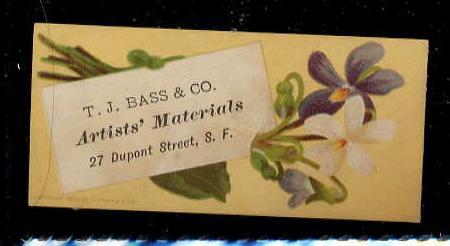 T. J. BASS & CO.
Artists' Materials
27 Dupont Street, S. F.